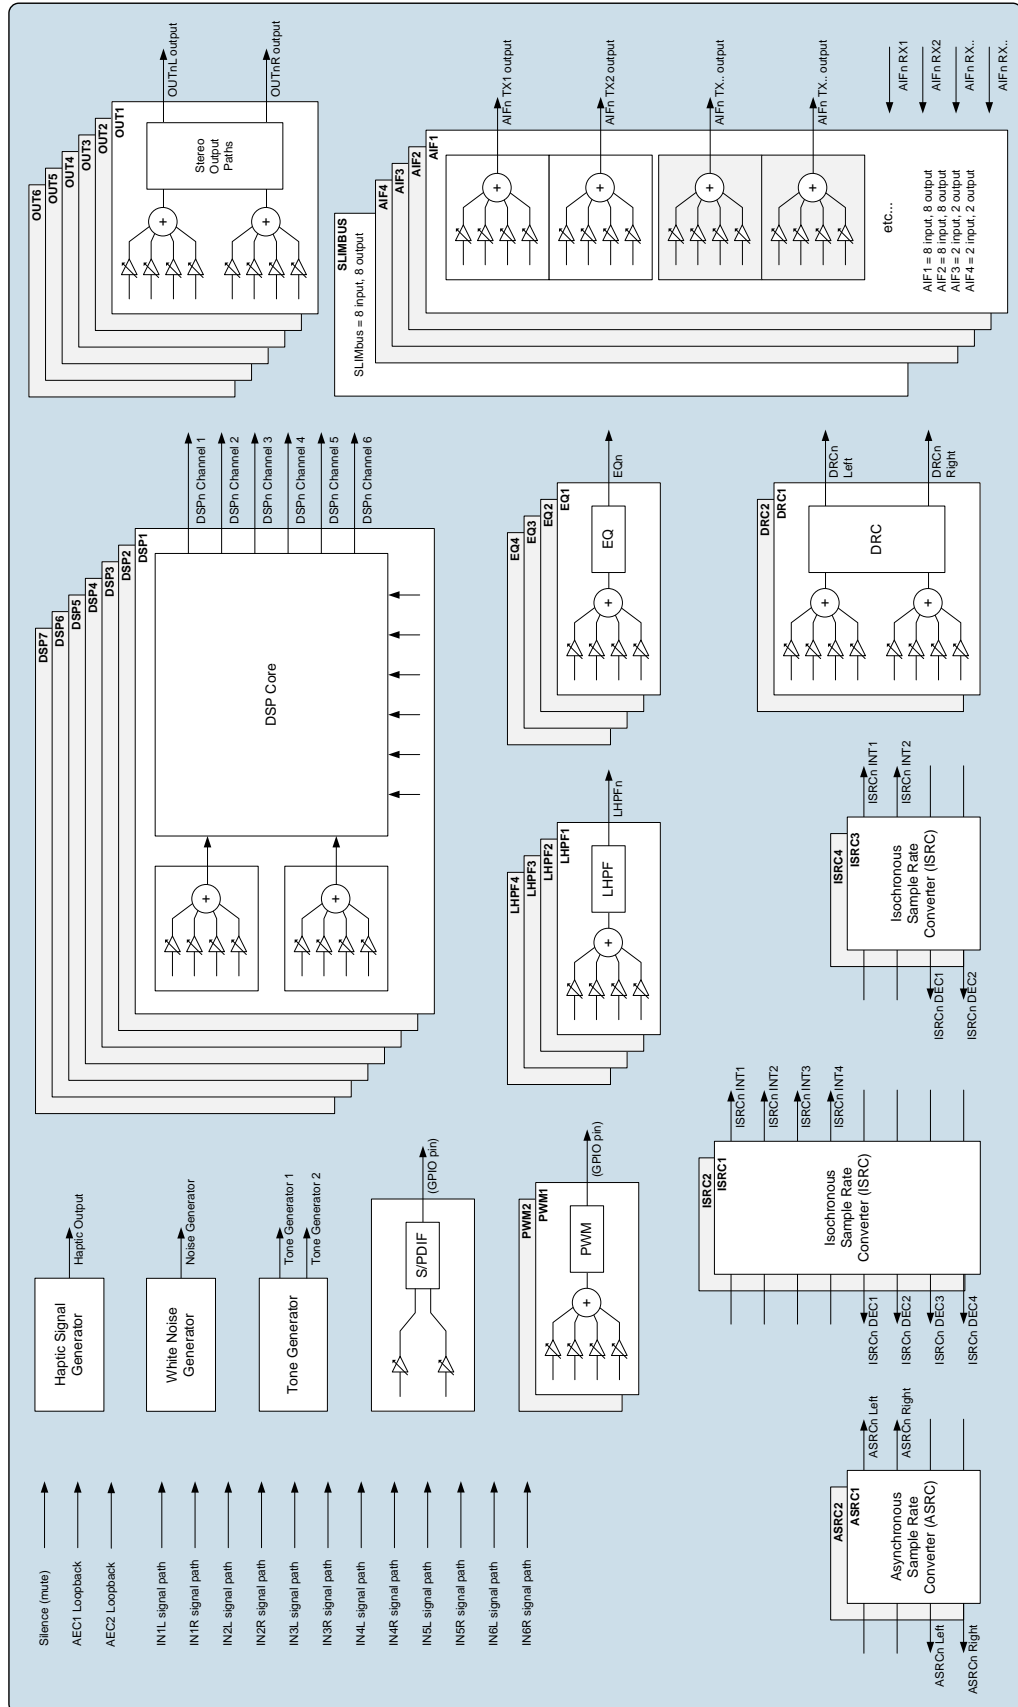 Silence (mute)
AEC1 Loopback
AEC2 Loopback
IN1L signal path
IN1R signal path
IN2L signal path
IN2R signal path
IN3L signal path
IN3R signal path
IN4L signal path
IN4R signal path
IN5L signal path
IN5R signal path
IN6L signal path
IN6R signal path
Haptic Signal
Generator
Haptic Output
White Noise
Generator
Noise Generator
Tone Generator
Tone Generator 1
Tone Generator 2
S/PDIF
(GPIO pin)
PWM2
PWM1
PWM
+
(GPIO pin)
ASRC2
ASRC1
Asynchronous
Sample Rate
Converter (ASRC)
ASRCn Left
ASRCn Right
ASRCn Left
ASRCn Right
ISRC2
ISRC1
Isochronous
Sample Rate
Converter (ISRC)
ISRCn INT1
ISRCn INT2
ISRCn INT3
ISRCn INT4
ISRCn DEC1
ISRCn DEC2
ISRCn DEC3
ISRCn DEC4
ISRC4
ISRC3
Isochronous
Sample Rate
Converter (ISRC)
ISRCn INT1
ISRCn INT2
ISRCn DEC1
ISRCn DEC2
DSP7
DSP6
DSP5
DSP4
DSP3
DSP2
DSP1
DSP Core
+
+
DSPn Channel 1
DSPn Channel 2
DSPn Channel 3
DSPn Channel 4
DSPn Channel 5
DSPn Channel 6
LHPF4
LHPF3
LHPF2
LHPF1
LHPF
+
LHPFn
EQ4
EQ3
EQ2
EQ1
EQ
+
EQn
DRC2
DRC1
DRC
+
+
DRCn
Left
DRCn
Right
OUT6
OUT5
OUT4
OUT3
OUT2
OUT1
Stereo
Output
Paths
+
+
OUTnL output
OUTnR output
SLIMBUS
SLIMbus = 8 input, 8 output
AIF4
AIF3
AIF2
AIF1
+
+
+
+
AIFn TX1 output
AIFn TX2 output
AIFn TX.. output
AIFn TX.. output
etc...
AIF1 = 8 input, 8 output
AIF2 = 8 input, 8 output
AIF3 = 2 input, 2 output
AIF4 = 2 input, 2 output
AIFn RX1
AIFn RX2
AIFn RX..
AIFn RX..